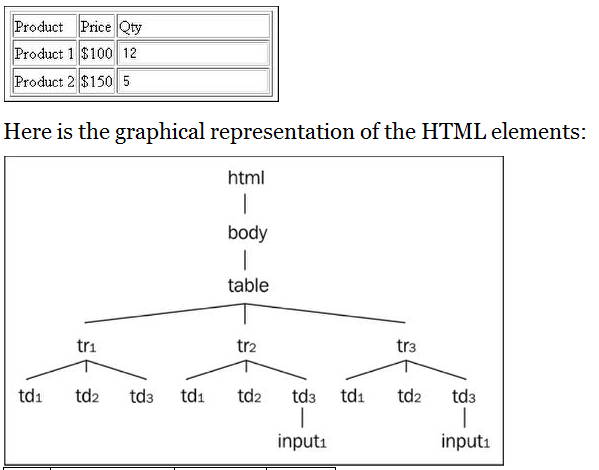 Product Price Qty
Product 1 $100 12
Product 2 $150 5
Here is the graphical representation of the HTML elements:
html
body
table
tr1 tr2 tr3
td1 td2 td3 td1 td2 td3 td1 td2 td3
input1 input1